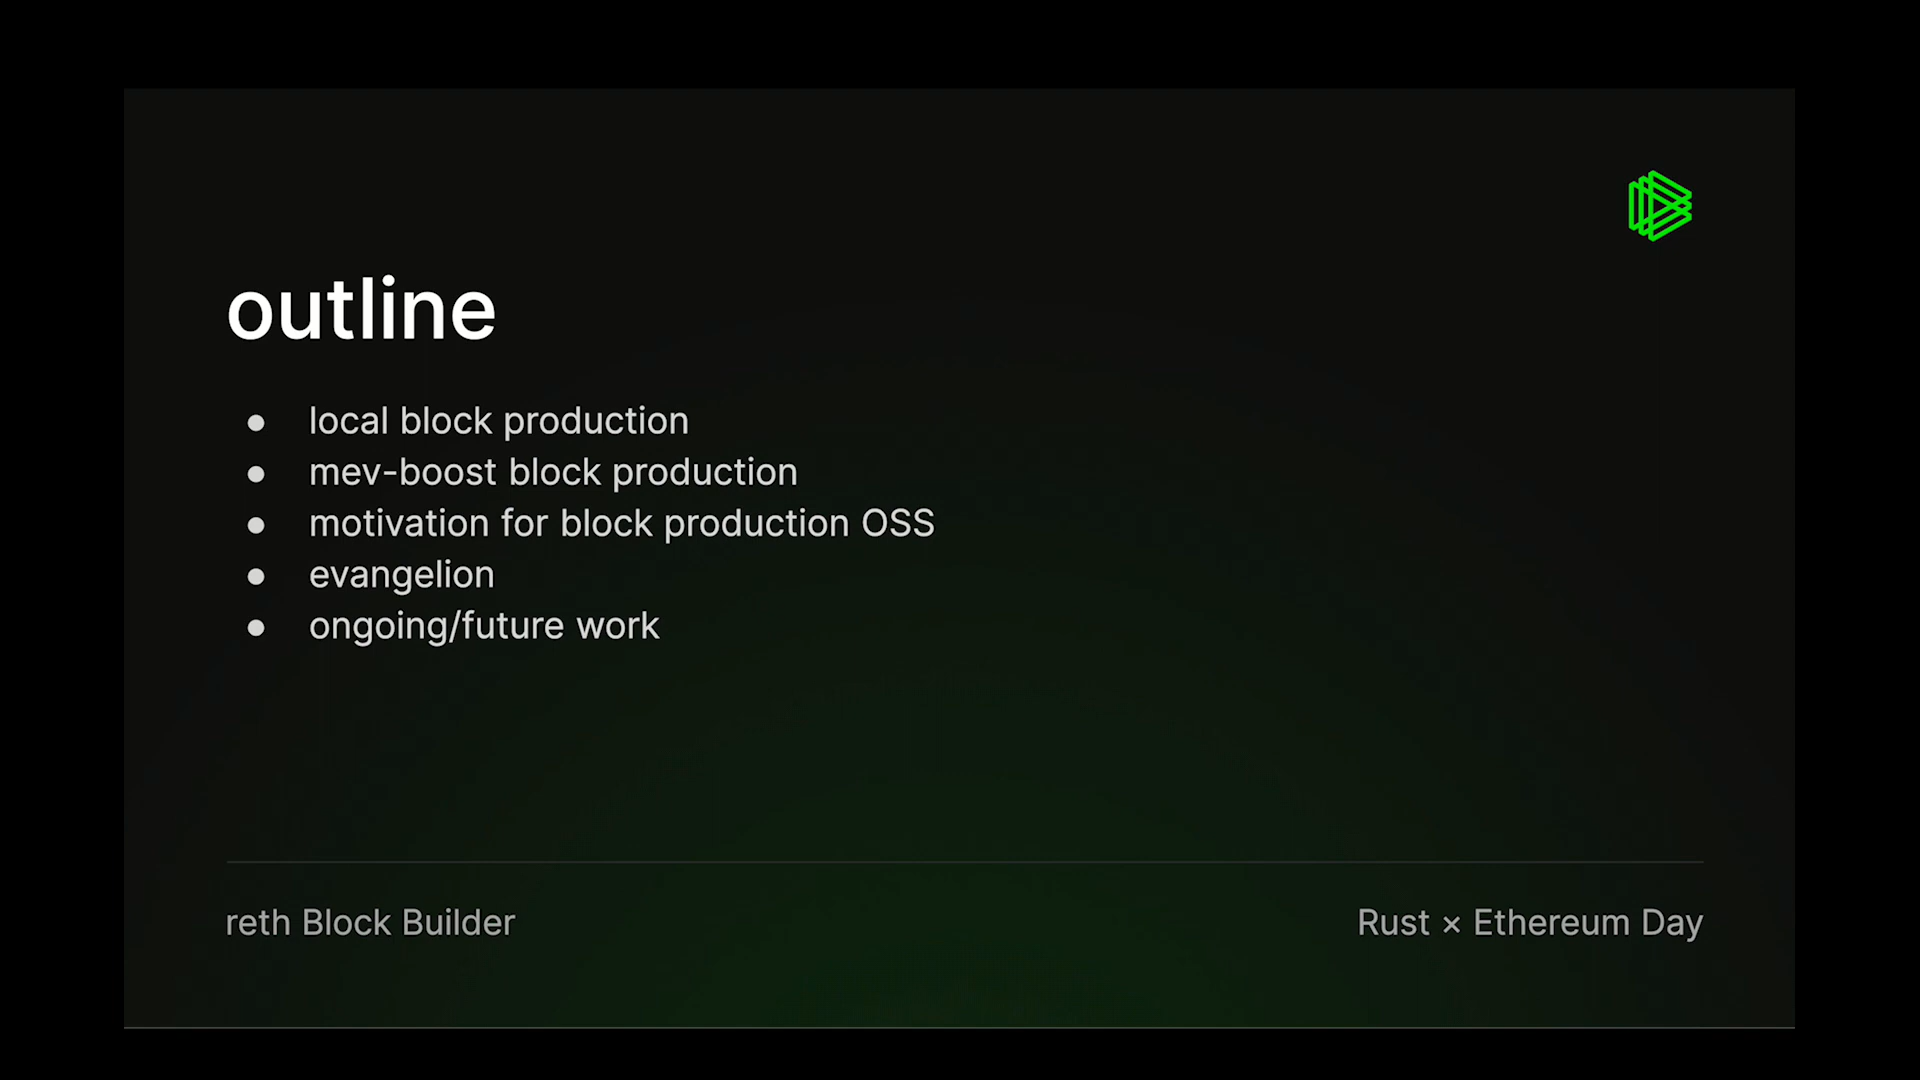 outline
● local block production
● mev-boost block production
● motivation for block production OSS
● evangelion
● ongoing/future work
reth Block Builder
Rust × Ethereum Day